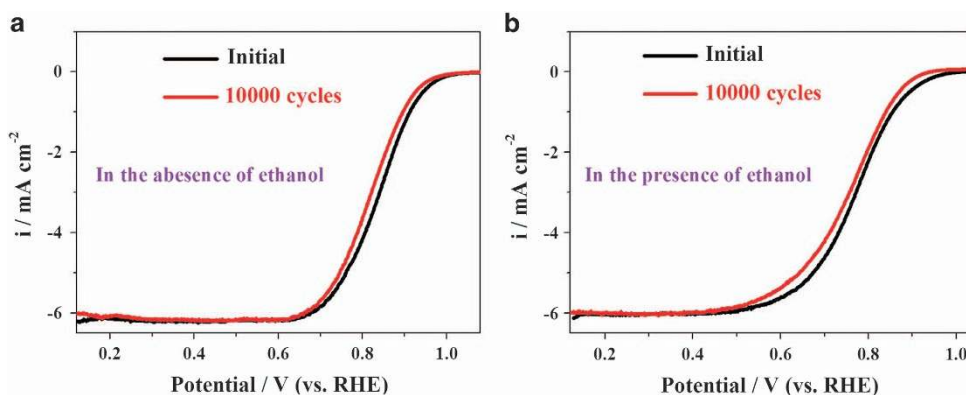 a
Initial
10000 cycles
In the abesence of ethanol
i / mA cm-2
0
-2
-4
-6
0.2 0.4 0.6 0.8 1.0
Potential / V (vs. RHE)
b
Initial
10000 cycles
In the presence of ethanol
i / mA cm-2
0
-2
-4
-6
0.2 0.4 0.6 0.8 1.0
Potential / V (vs. RHE)